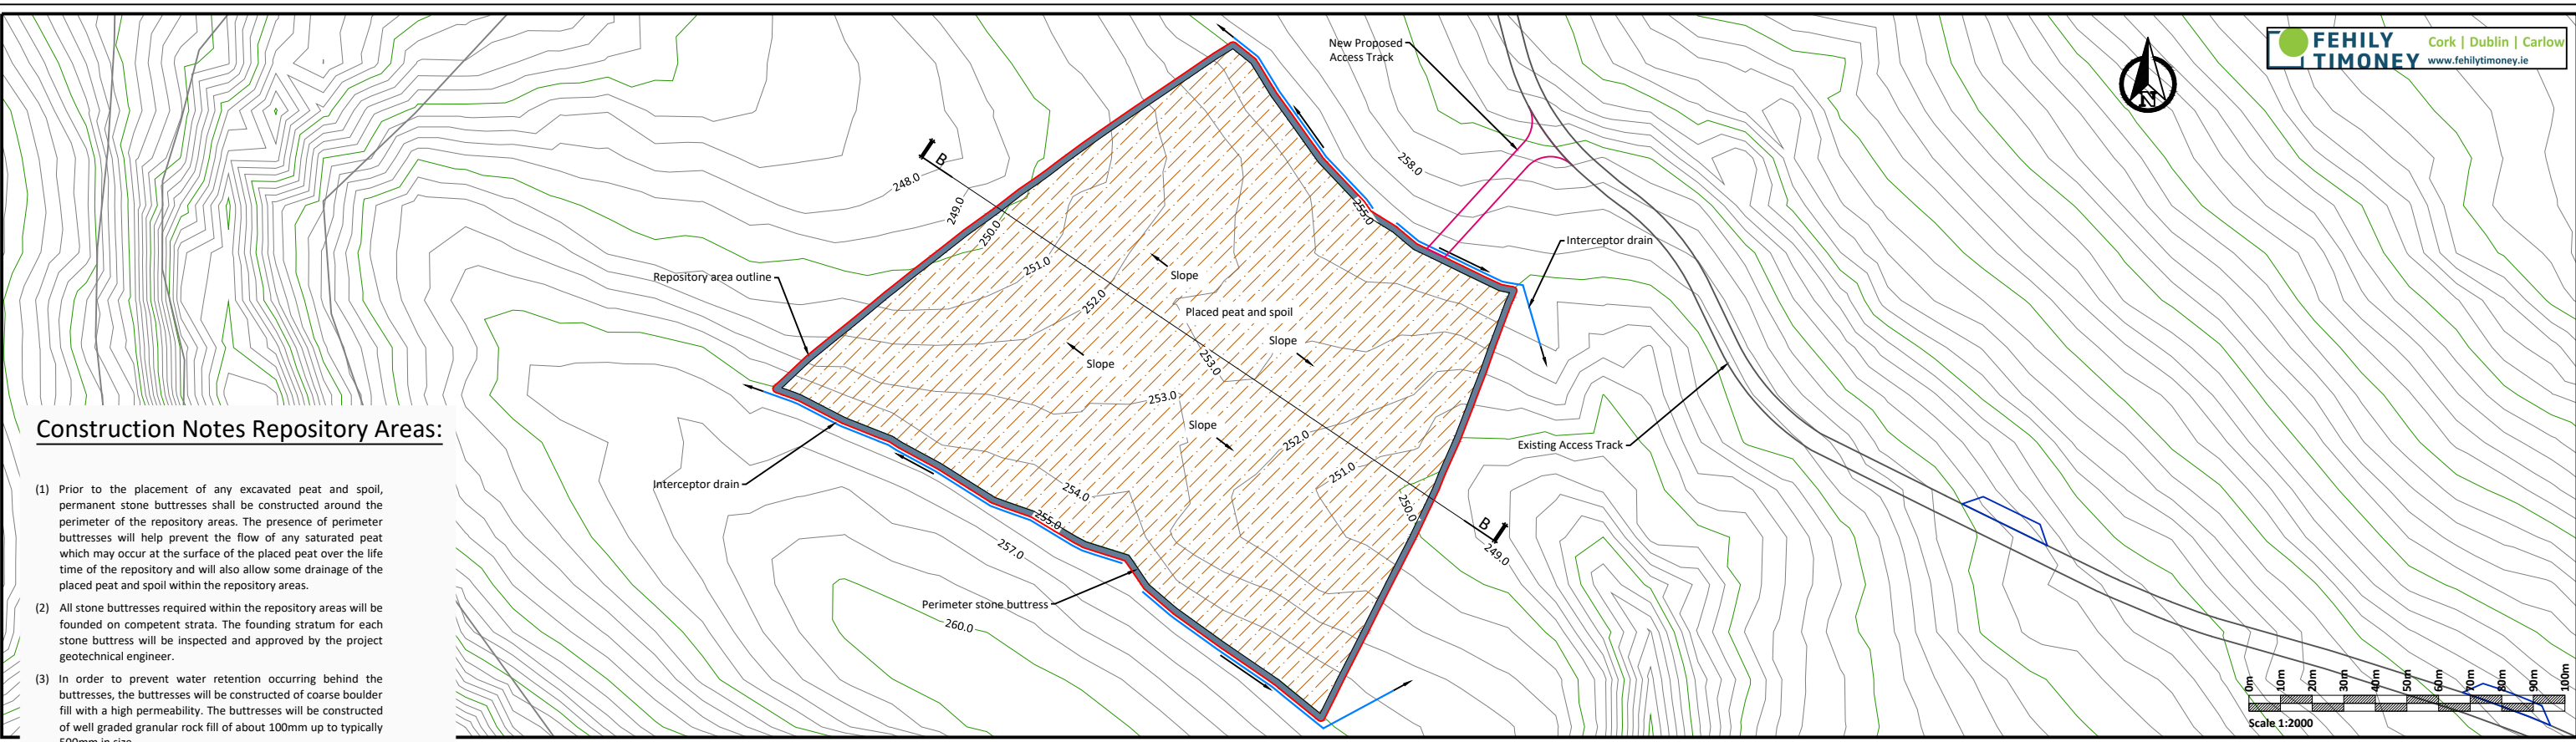 FEHILY
TIMONEY
Cork | Dublin | Carlow
www.fehilytimoney.ie
N
New Proposed
Access Track
258.0
B
248.0
249.0
250.0
255.0
251.0
252.0
Interceptor drain
Repository area outline
Slope
Placed peat and spoil
Slope
Slope
253.0
253.0
Slope
252.0
251.0
250.0
Existing Access Track
Interceptor drain
254.0
255.0
257.0
B
249.0
Perimeter stone buttress
260.0
Construction Notes Repository Areas:
(1) Prior to the placement of any excavated peat and spoil,
permanent stone buttresses shall be constructed around the
perimeter of the repository areas. The presence of perimeter
buttresses will help prevent the flow of any saturated peat
which may occur at the surface of the placed peat over the life
time of the repository and will also allow some drainage of the
placed peat and spoil within the repository areas.
(2) All stone buttresses required within the repository areas will be
founded on competent strata. The founding stratum for each
stone buttress will be inspected and approved by the project
geotechnical engineer.
(3) In order to prevent water retention occurring behind the
buttresses, the buttresses will be constructed of coarse boulder
fill with a high permeability. The buttresses will be constructed
of well graded granular rock fill of about 100mm up to typically
500mm in size
0m 10m 20m 30m 40m 50m 60m 70m 80m 90m 100m
Scale 1:2000